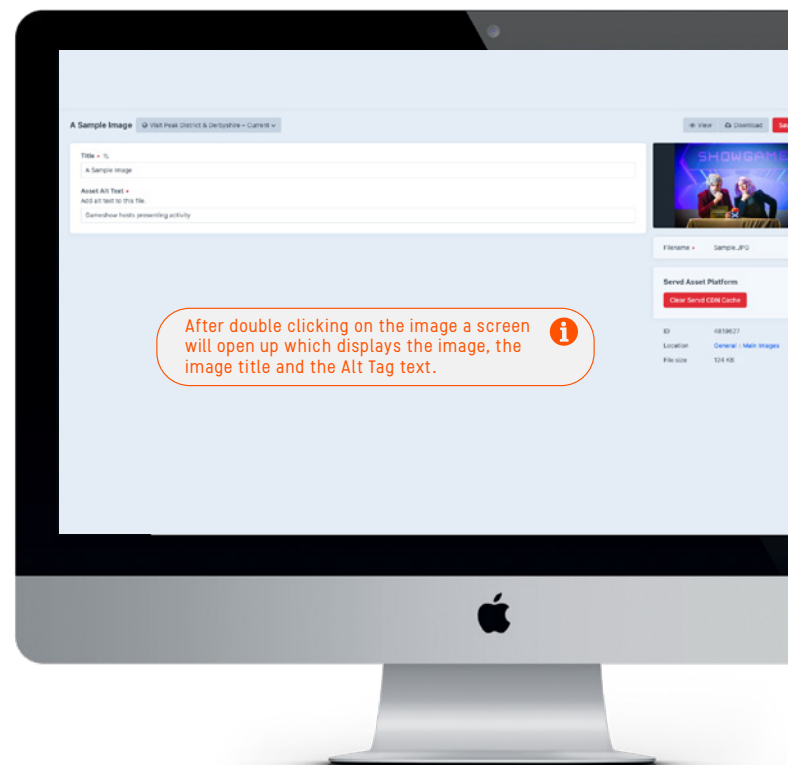 A Sample Image Visit Peak District & Derbyshire – Current
View Download
Title
A Sample Image
Asset Alt Text
Add alt text to this file.
Gameshow hosts presenting activity
SHOWGAME
Filename Sample.JPG
Servd Asset Platform
Clear Servd CDN Cache
ID 4819627
Location General / Main Images
File size 124 KB
After double clicking on the image a screen
will open up which displays the image, the
image title and the Alt Tag text.